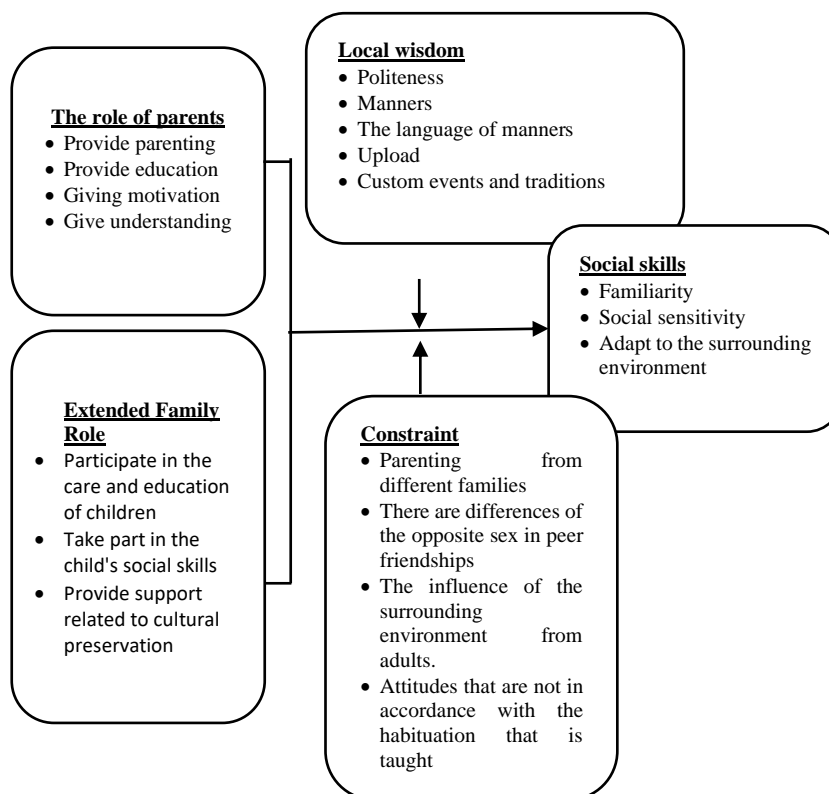 Local wisdom
• Politeness
• Manners
• The language of manners
• Upload
• Custom events and traditions
The role of parents
• Provide parenting
• Provide education
• Giving motivation
• Give understanding
Social skills
• Familiarity
• Social sensitivity
• Adapt to the surrounding
environment
Extended Family
Role
• Participate in the
care and education
of children
• Take part in the
child's social skills
• Provide support
related to cultural
preservation
Constraint
• Parenting from
different families
• There are differences of
the opposite sex in peer
friendships
• The influence of the
surrounding
environment from
adults.
• Attitudes that are not in
accordance with the
habituation that is
taught